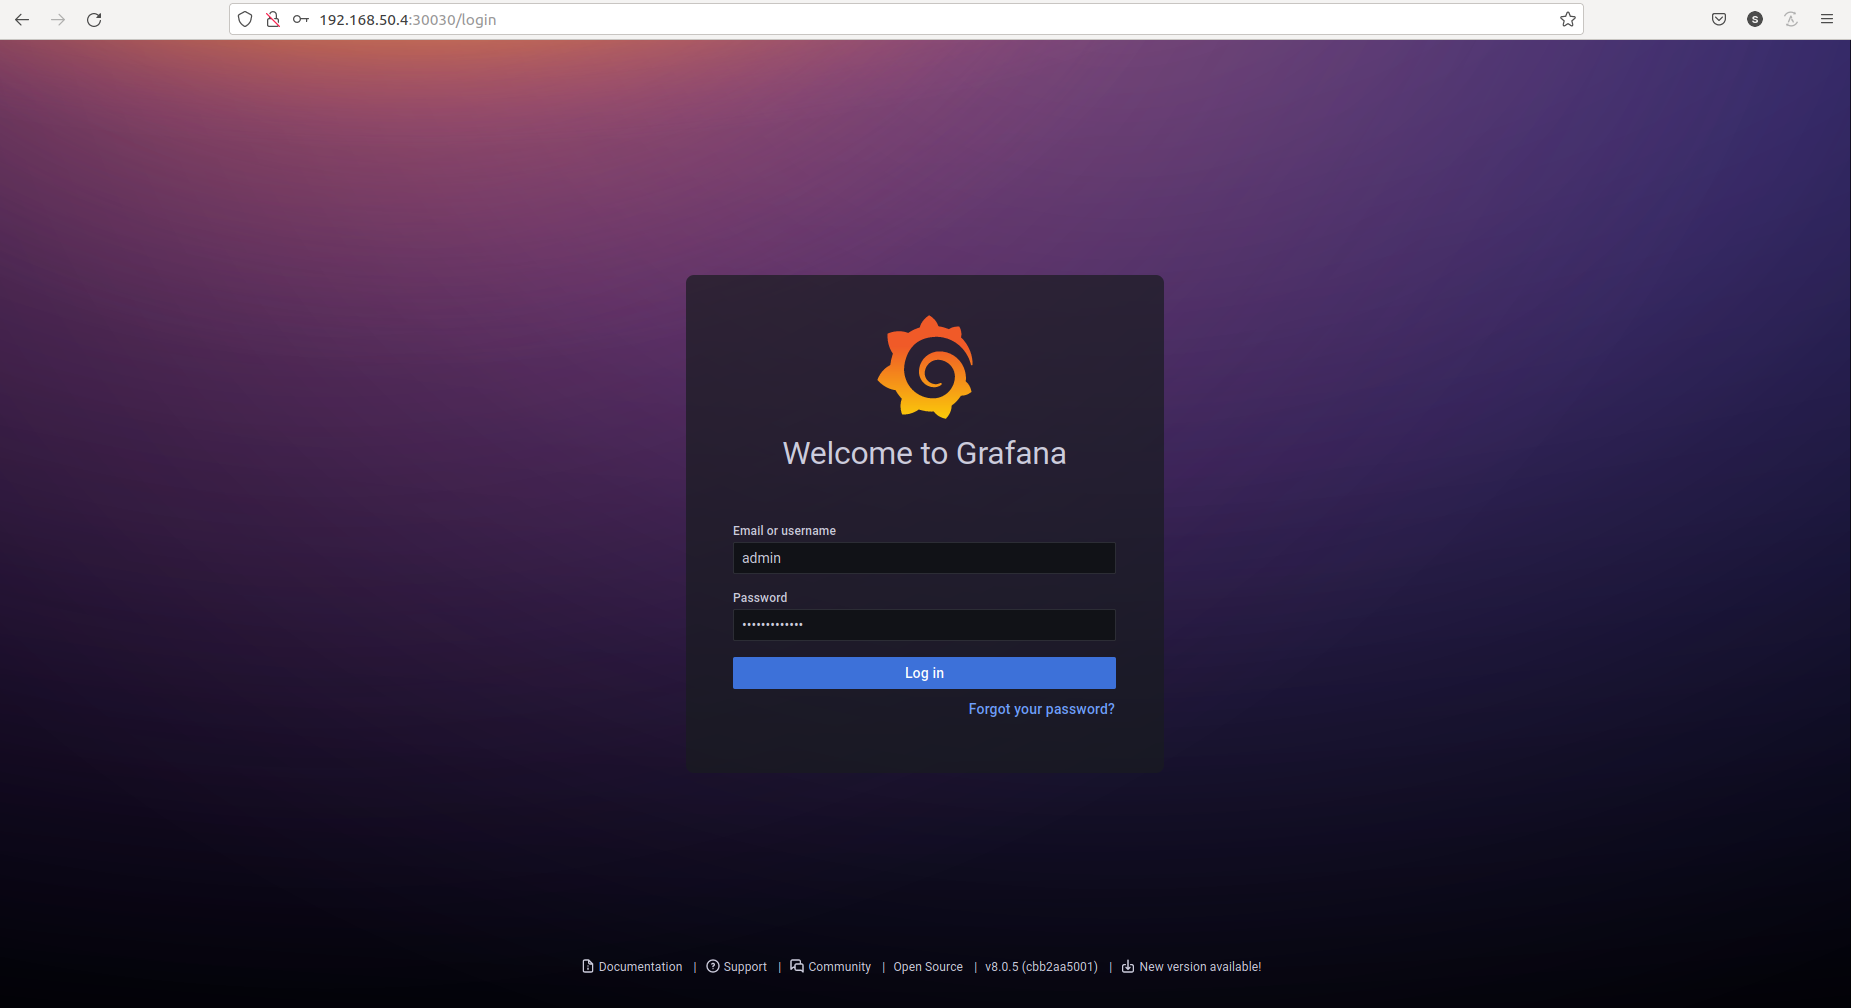 192.168.50.4:30030/login
S
Welcome to Grafana
Email or username
admin
Password
•••••••••••••
Log in
Forgot your password?
Documentation | Support | Community | Open Source | v8.0.5 (cbb2aa5001) | New version available!